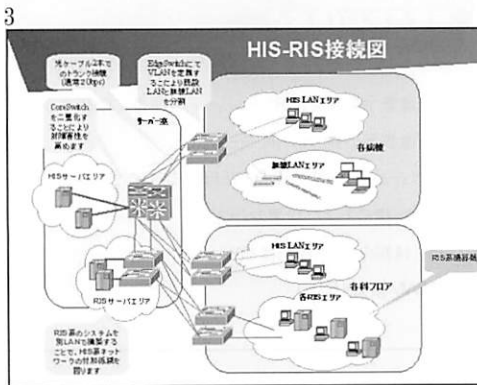 3
HIS-RIS接続図
光ケーブル2本で
のトランク接続
(通常2Gbps)
EdgeSwitchにて
VLANを定義す
ることにより既設
LANと無線LAN
を分割
CoreSwitch
を二重化す
ることにより
耐障害性を
高めます
サーバー室
HISサーバエリア
RISサーバエリア
HIS LANエリア
各病棟
無線LANエリア
HIS LANエリア
各科フロア
各RISエリア
RIS系のシステムを
別LANで構築する
ことで、HIS系ネット
ワークの負荷低減を
図ります